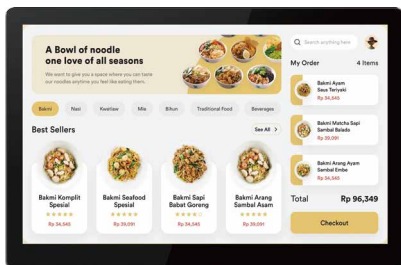 A Bowl of noodle
one love of all seasons
We want to give you a space where you can taste
our noodles anytime you feel like eating them.
Bakmi
Nasi
Kwetiaw
Mie
Bihun
Traditional Food
Beverages
Best Sellers
See All >
Bakmi Komplit
Spesial
Rp 34,545
Bakmi Seafood
Spesial
Rp 39,091
Bakmi Sapi
Babat Goreng
Rp 34,545
Bakmi Arang
Sambal Asam
Rp 39,091
Search anything here
My Order
4 Items
Bakmi Ayam
Saus Teriyaki
Rp 34,545
Bakmi Matcha Sapi
Sambal Balado
Rp 39,091
Bakmi Arang Ayam
Sambal Embe
Rp 34,545
Total
Rp 96,349
Checkout